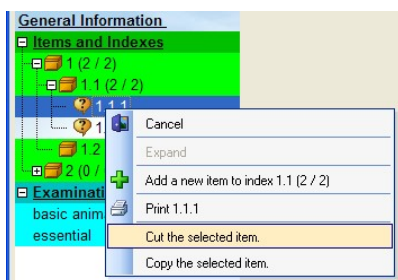 General Information
Items and Indexes
1 (2 / 2)
1.1 (2 / 2)
1.1.1
1.
1.2
2 (0 /
Examinati
basic anim
essential
Cancel
Expand
Add a new item to index 1.1 (2 / 2)
Print 1.1.1
Cut the selected item.
Copy the selected item.